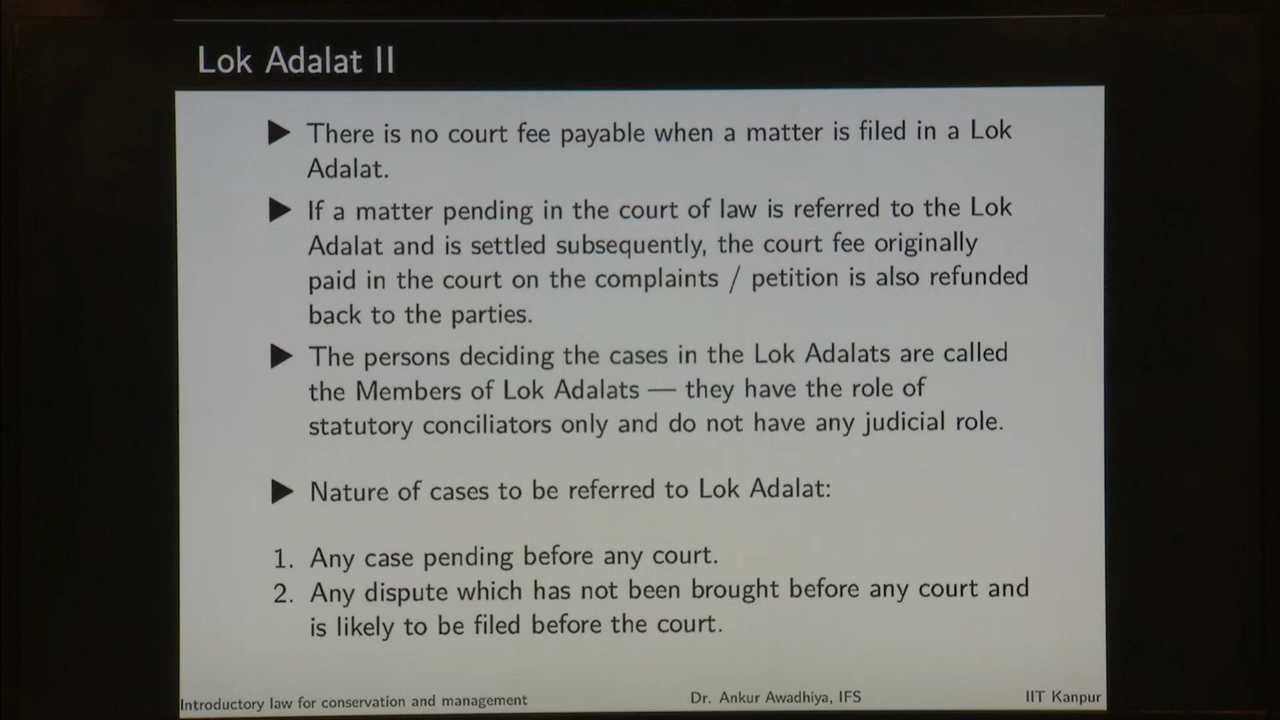 Lok Adalat II
▶ There is no court fee payable when a matter is filed in a Lok
Adalat.
▶ If a matter pending in the court of law is referred to the Lok
Adalat and is settled subsequently, the court fee originally
paid in the court on the complaints / petition is also refunded
back to the parties.
▶ The persons deciding the cases in the Lok Adalats are called
the Members of Lok Adalats — they have the role of
statutory conciliators only and do not have any judicial role.
▶ Nature of cases to be referred to Lok Adalat:
1. Any case pending before any court.
2. Any dispute which has not been brought before any court and
is likely to be filed before the court.
Introductory law for conservation and management Dr. Ankur Awadhiya, IFS IIT Kanpur